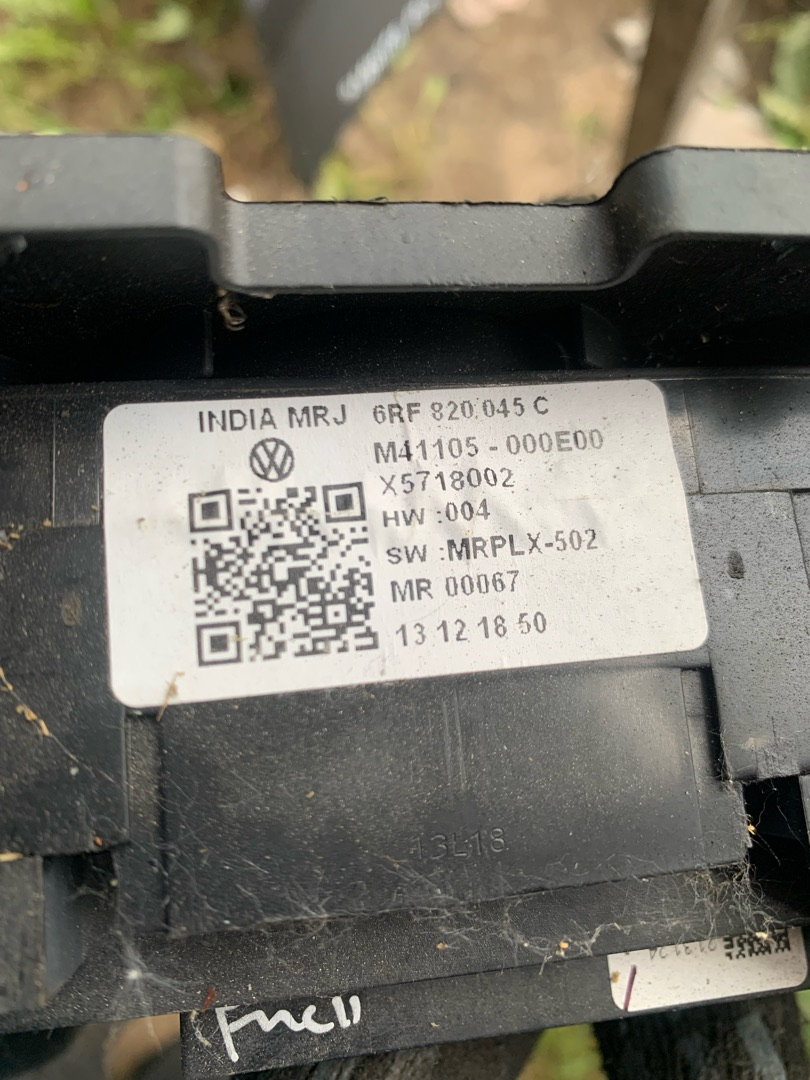 INDIA MRJ 6RF 820 045 C
M41105 - 000E00
X5718002
HW :004
SW :MRPLX-502
MR 00067
13 12 18 50
13L18